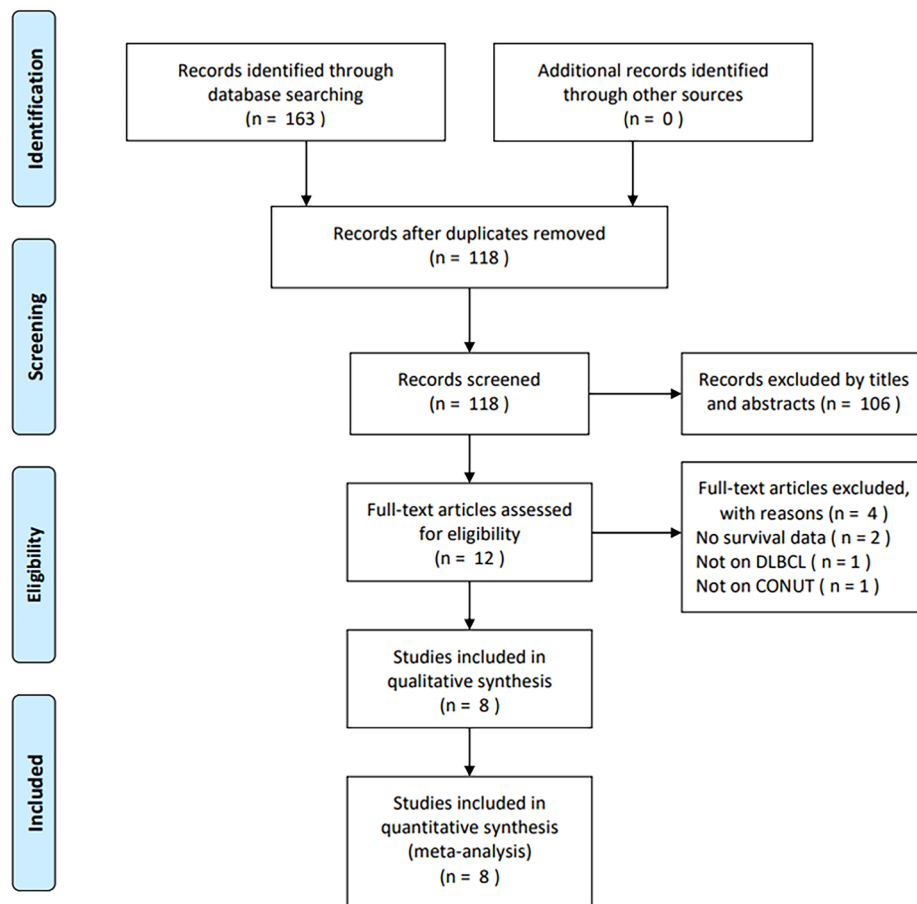 Identification
Records identified through
database searching
(n = 163 )
Additional records identified
through other sources
(n = 0 )
Records after duplicates removed
(n = 118 )
Screening
Records screened
(n = 118 )
Records excluded by titles
and abstracts (n = 106 )
Eligibility
Full-text articles assessed
for eligibility
(n = 12 )
Full-text articles excluded,
with reasons (n = 4 )
No survival data ( n = 2 )
Not on DLBCL ( n = 1 )
Not on CONUT ( n = 1 )
Studies included in
qualitative synthesis
(n = 8 )
Included
Studies included in
quantitative synthesis
(meta-analysis)
(n = 8 )